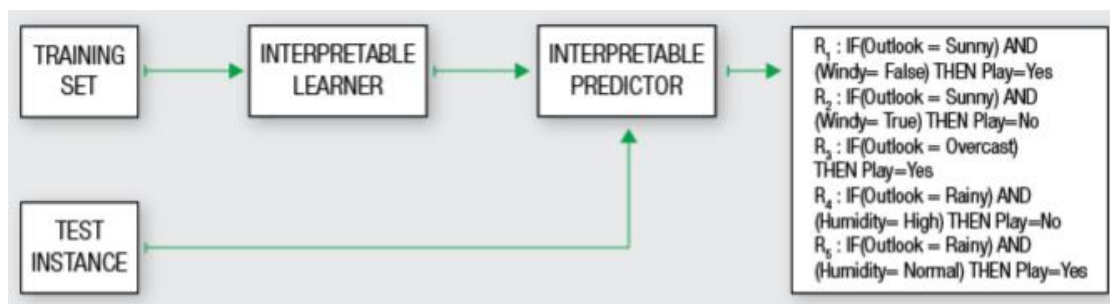 TRAINING
SET
INTERPRETABLE
LEARNER
INTERPRETABLE
PREDICTOR
R₁ : IF(Outlook = Sunny) AND
(Windy= False) THEN Play=Yes
R₂ : IF(Outlook = Sunny) AND
(Windy= True) THEN Play=No
R₃ : IF(Outlook = Overcast)
THEN Play=Yes
R₄ : IF(Outlook = Rainy) AND
(Humidity= High) THEN Play=No
R₅ : IF(Outlook = Rainy) AND
(Humidity= Normal) THEN Play=Yes
TEST
INSTANCE